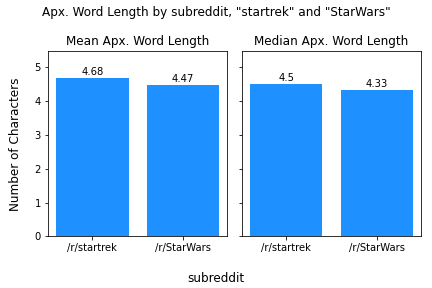 Apx. Word Length by subreddit, "startrek" and "StarWars"
Mean Apx. Word Length
Median Apx. Word Length
Number of Characters
5
4
3
2
1
0
4.68
4.47
4.5
4.33
/r/startrek
/r/StarWars
/r/startrek
/r/StarWars
subreddit